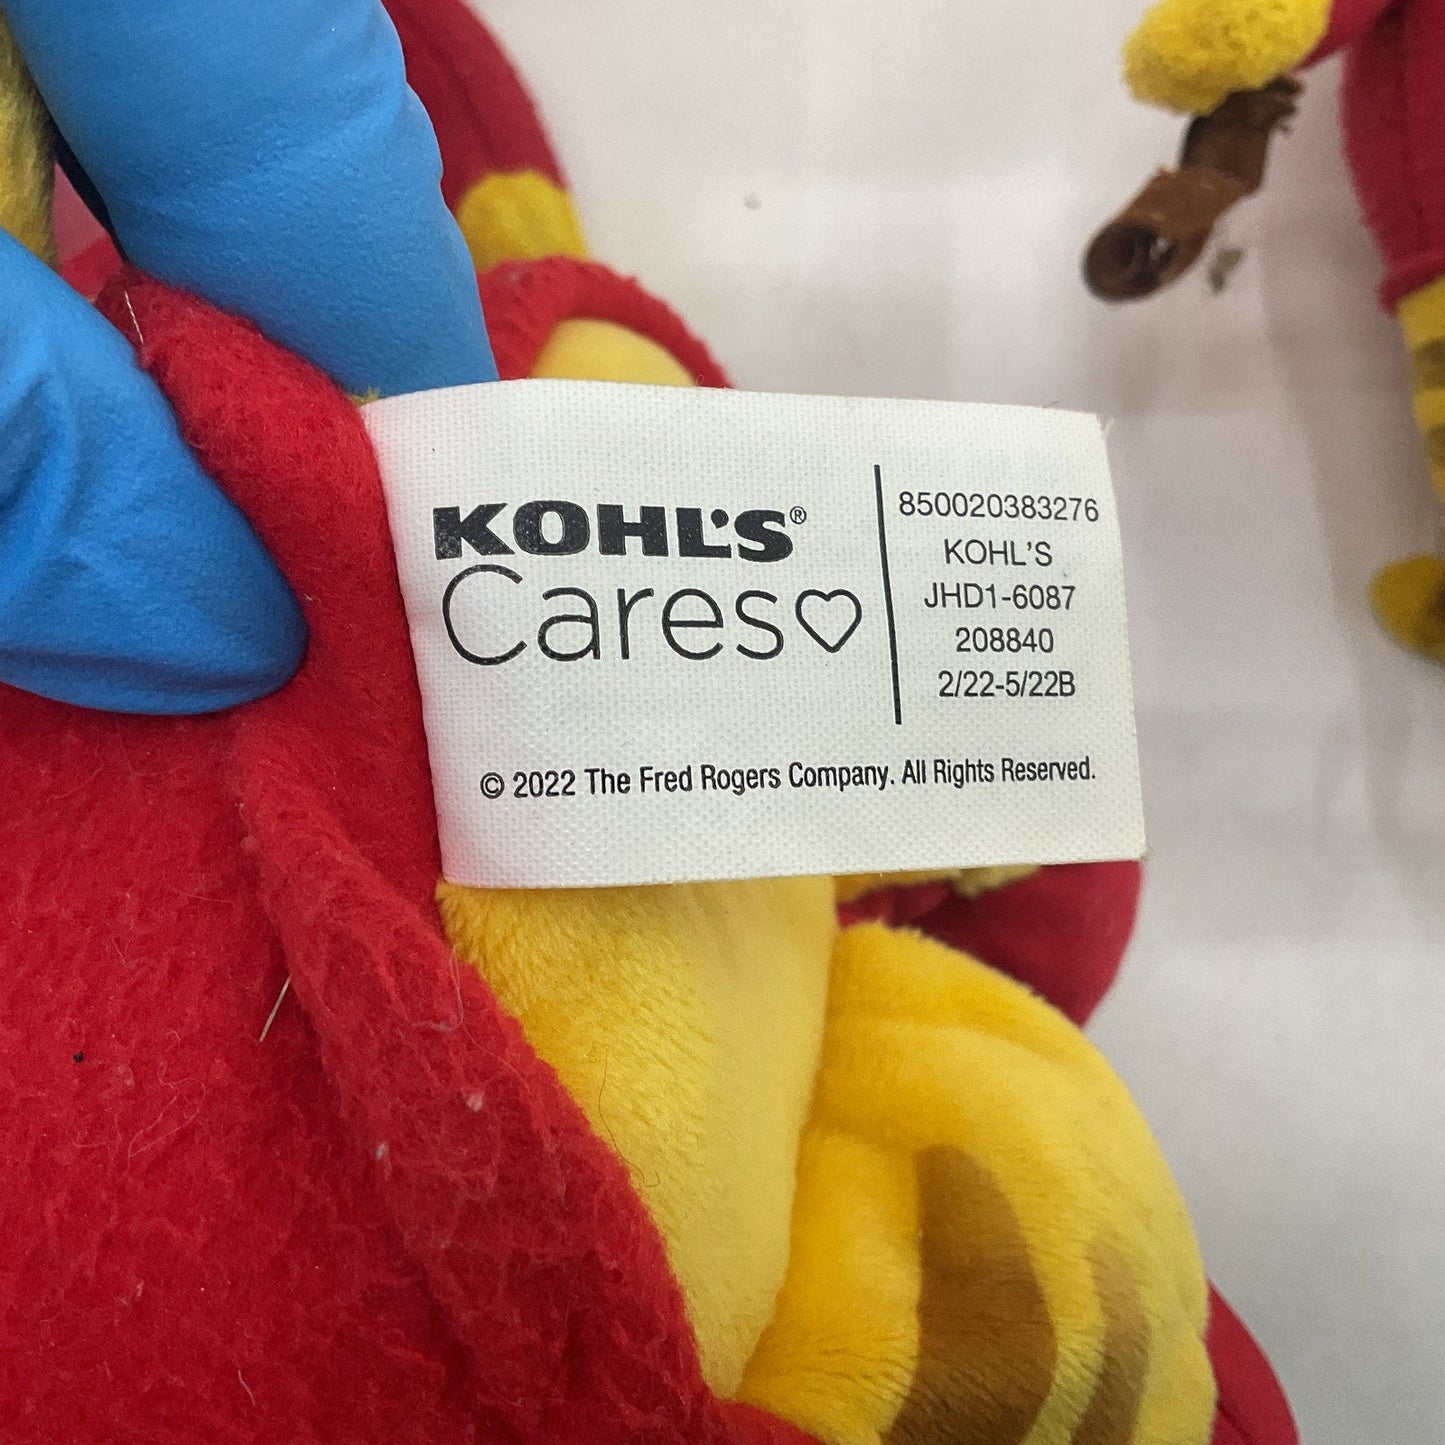 KOHL'S®
Cares♡
850020383276
KOHL'S
JHD1-6087
208840
2/22-5/22B
© 2022 The Fred Rogers Company. All Rights Reserved.